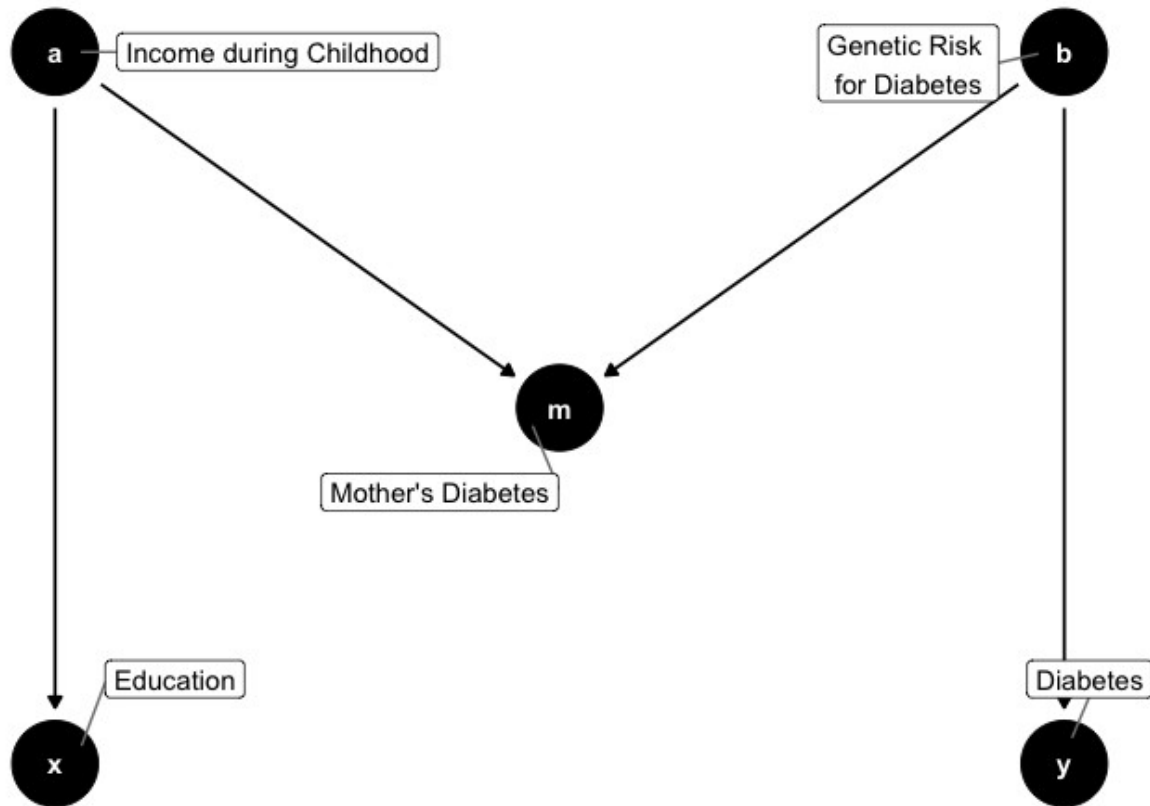 a
Income during Childhood
Genetic Risk
for Diabetes
b
m
Mother's Diabetes
Education
Diabetes
x
y